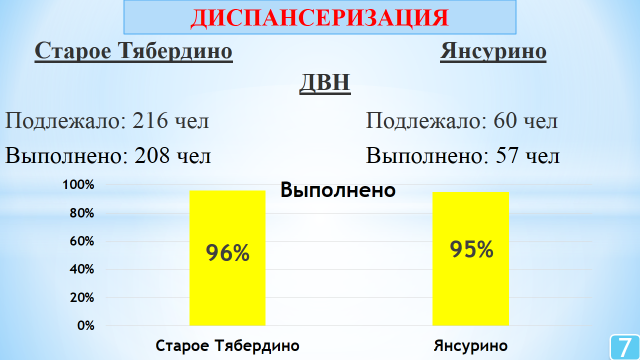 ДИСПАНСЕРИЗАЦИЯ
Старое Тябердино
Янсурино
ДВН
Подлежало: 216 чел
Выполнено: 208 чел
Подлежало: 60 чел
Выполнено: 57 чел
Выполнено
100%
80%
60%
40%
20%
0%
96%
95%
Старое Тябердино
Янсурино
7